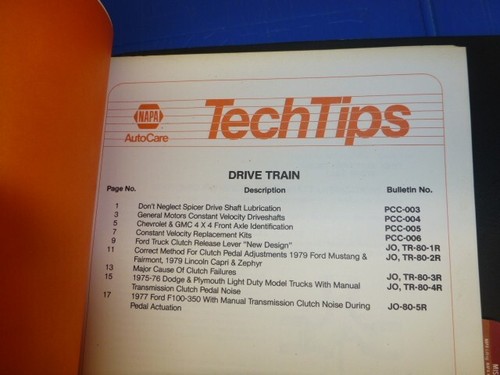 NAPA
AutoCare
TechTips
DRIVE TRAIN
Page No. Description Bulletin No.
1 Don't Neglect Spicer Drive Shaft Lubrication PCC-003
3 General Motors Constant Velocity Driveshafts PCC-004
5 Chevrolet & GMC 4 X 4 Front Axle Identification PCC-005
7 Constant Velocity Replacement Kits PCC-006
9 Ford Truck Clutch Release Lever "New Design" JO, TR-80-1R
11 Correct Method For Clutch Pedal Adjustments 1979 Ford Mustang & JO, TR-80-2R
Fairmont, 1979 Lincoln Capri & Zephyr
13 Major Cause Of Clutch Failures JO, TR-80-3R
15 1975-76 Dodge & Plymouth Light Duty Model Trucks With Manual JO, TR-80-4R
Transmission Clutch Pedal Noise
17 1977 Ford F100-350 With Manual Transmission Clutch Noise During JO-80-5R
Pedal Actuation